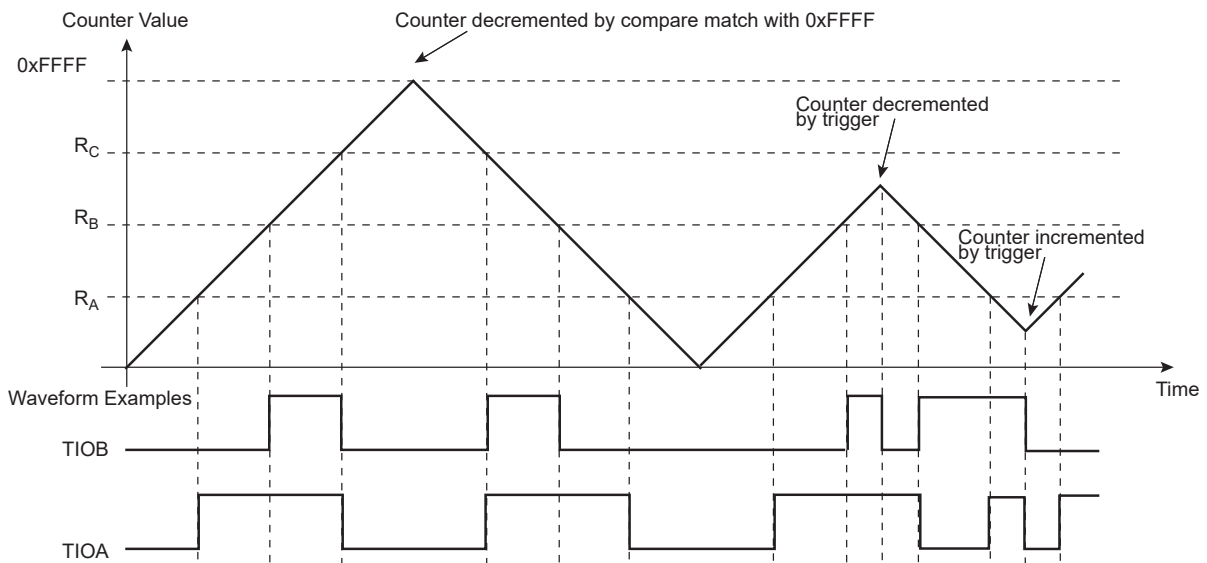 Counter Value
Counter decremented by compare match with 0xFFFF
0xFFFF
Counter decremented
by trigger
RC
RB
Counter incremented
by trigger
RA
Time
Waveform Examples
TIOB
TIOA